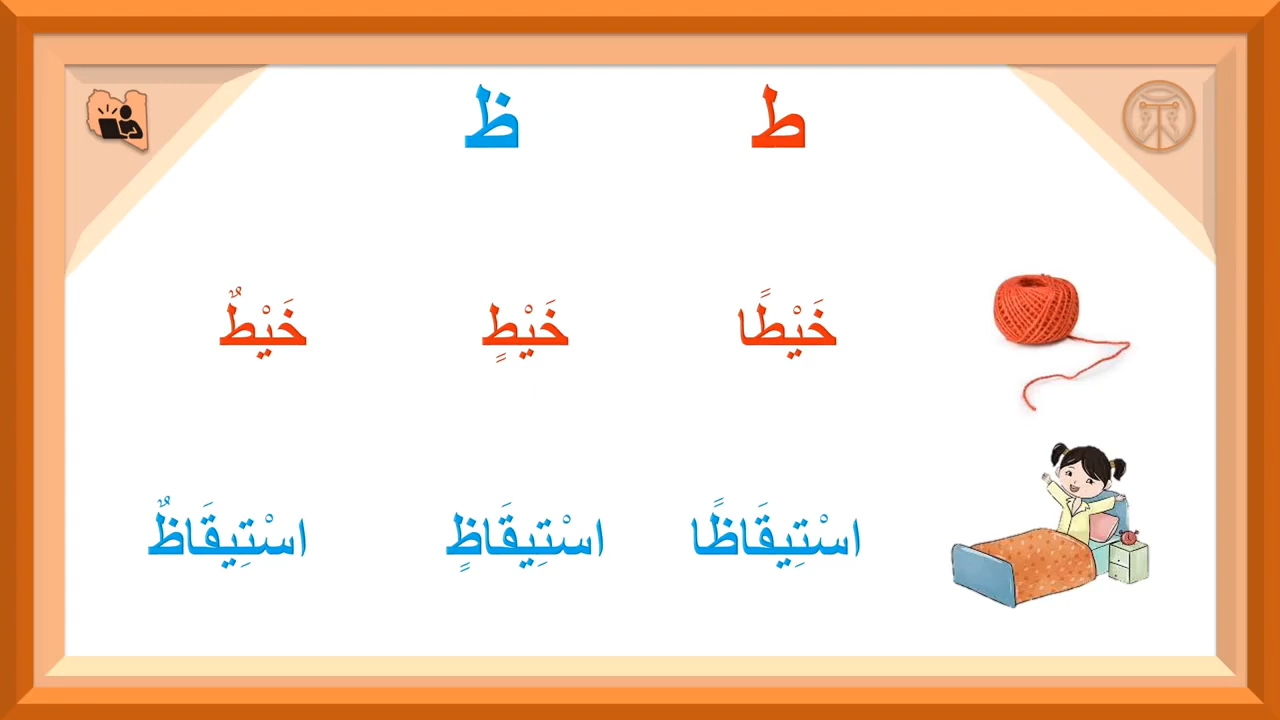 ط ظ
خَيْطًا خَيْطٍ خَيْطٌ
اسْتِيقَاظًا اسْتِيقَاظٍ اسْتِيقَاظٌ